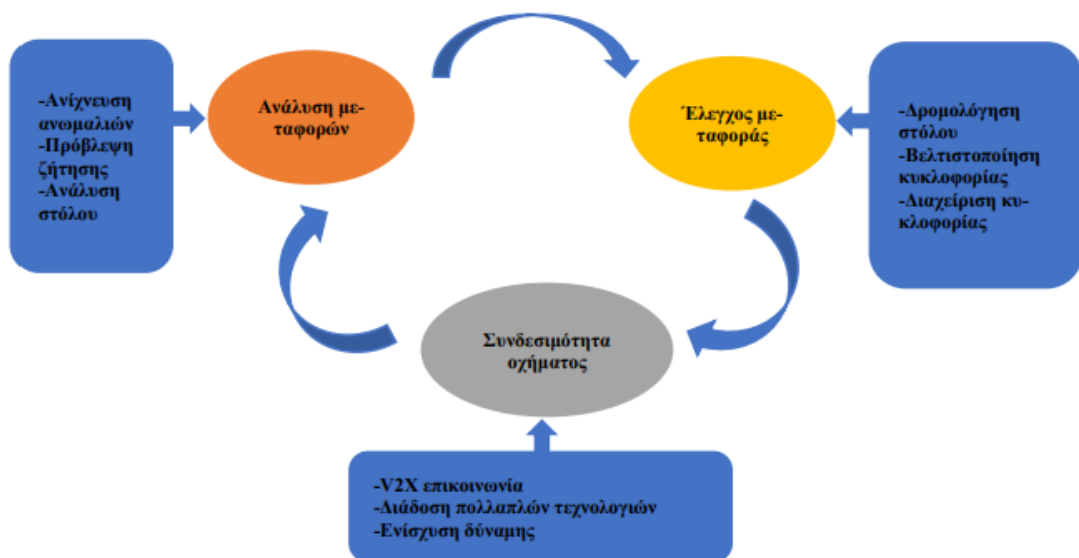 -Ανίχνευση
ανωμαλιών
-Πρόβλεψη
ζήτησης
-Ανάλυση
στόλου
Ανάλυση με-
ταφορών
Έλεγχος με-
ταφοράς
-Δρομολόγηση
στόλου
-Βελτιστοποίηση
κυκλοφορίας
-Διαχείριση κυ-
κλοφορίας
Συνδεσιμότητα
οχήματος
-V2X επικοινωνία
-Διάδοση πολλαπλών τεχνολογιών
-Ενίσχυση δύναμης